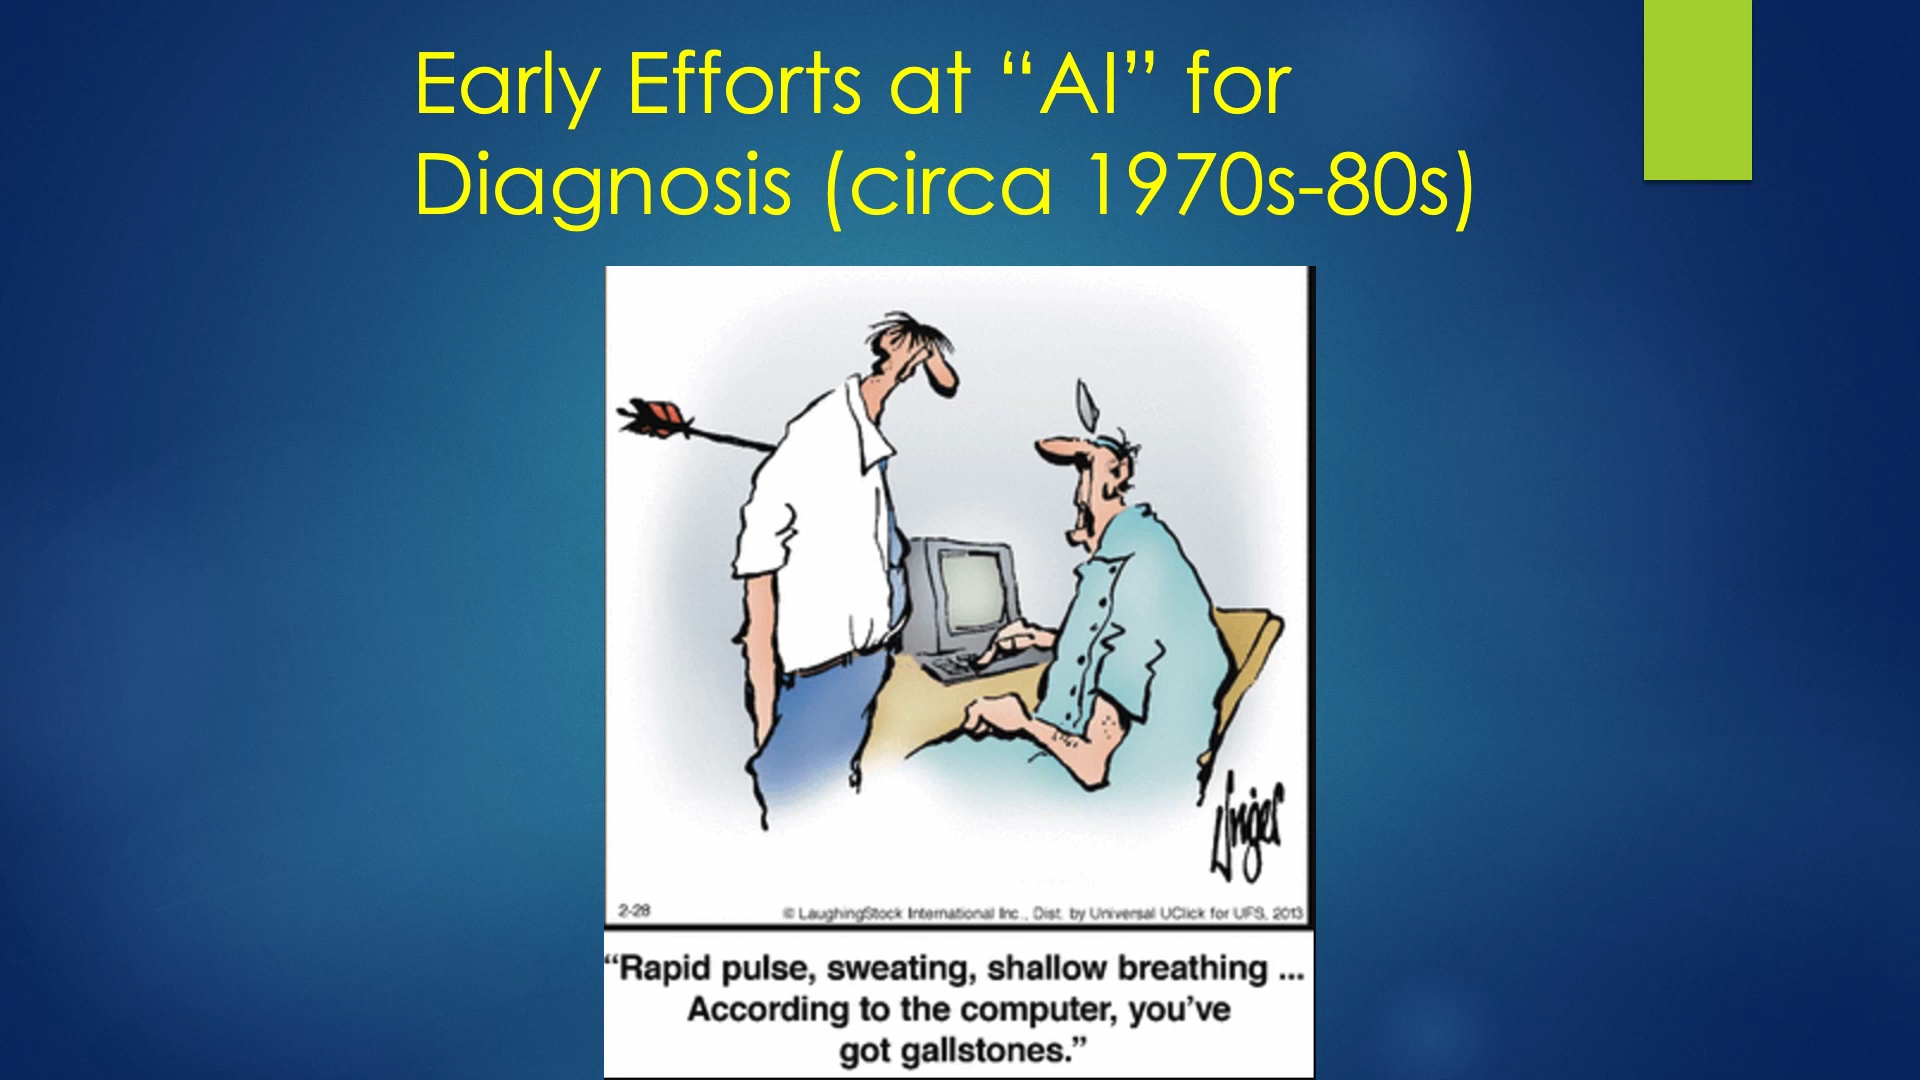 Early Efforts at “AI” for
Diagnosis (circa 1970s-80s)
Unger
2-28
© LaughingStock International Inc., Dist. by Universal UClick for UFS, 2013
“Rapid pulse, sweating, shallow breathing ...
According to the computer, you’ve
got gallstones.”